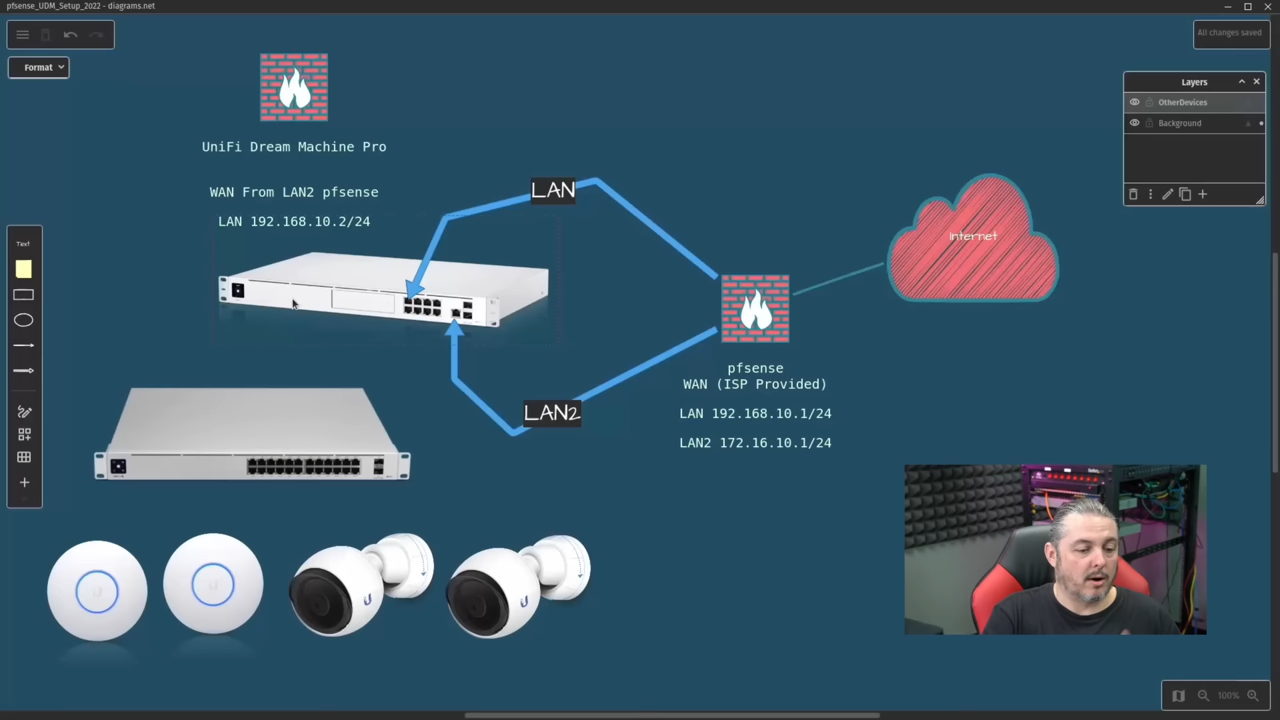 pfsense_UDM_Setup_2022 - diagrams.net
All changes saved
Format
Layers
OtherDevices
Background
UniFi Dream Machine Pro
WAN From LAN2 pfsense
LAN 192.168.10.2/24
LAN
Internet
Text
pfsense
WAN (ISP Provided)
LAN 192.168.10.1/24
LAN2 172.16.10.1/24
LAN2
100%